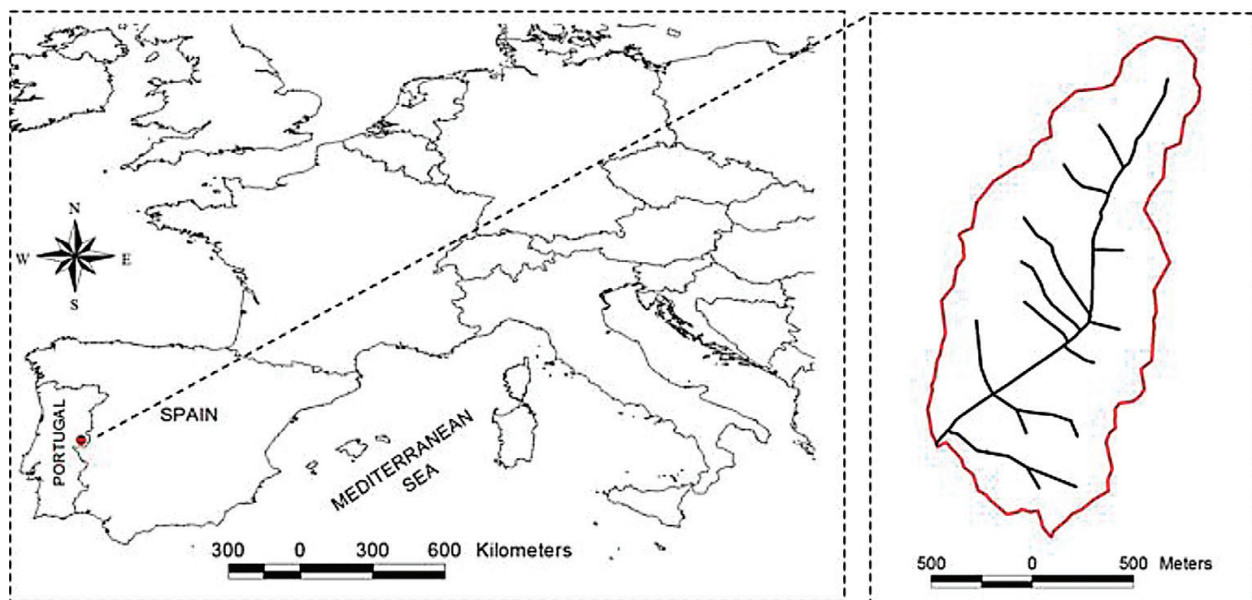 N
W E
S
PORTUGAL
SPAIN
MEDITERRANEAN
SEA
300 0 300 600 Kilometers
500 0 500 Meters